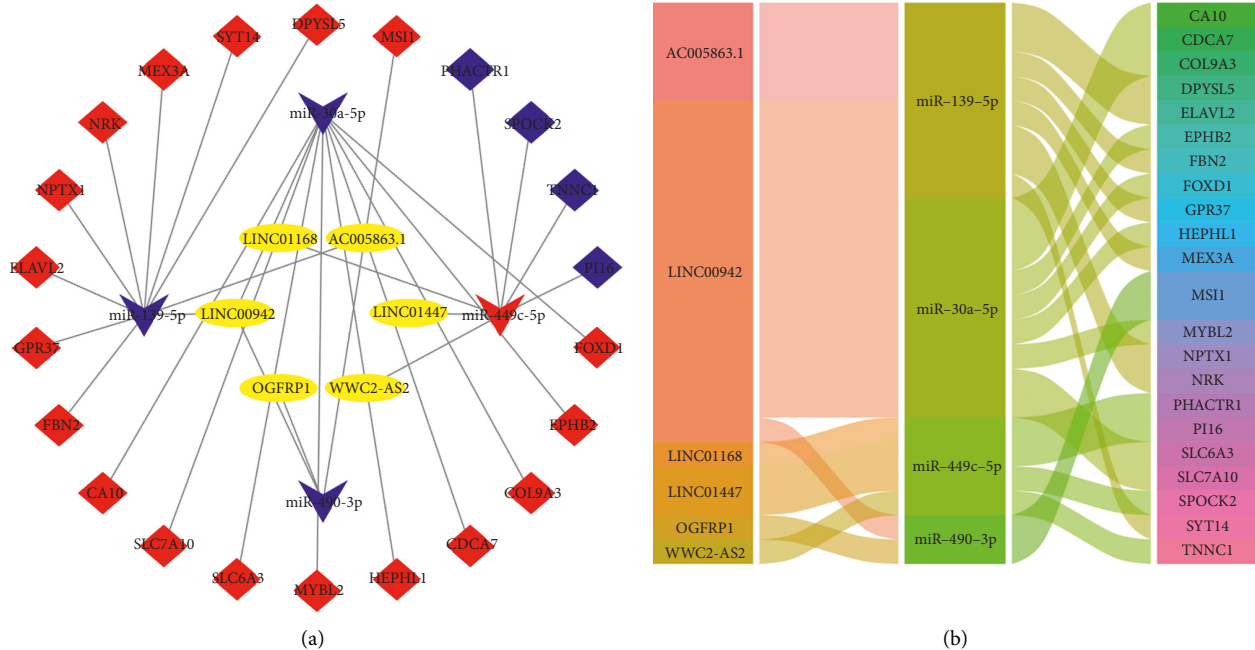 DPYSL5
SYT14
MSI1
MEX3A
PHACTR1
NRK
miR-30a-5p
SPOCK2
NPTX1
TNNC1
LINC01168
AC005863.1
ELAVL2
PI16
miR-139-5p
LINC00942
LINC01447
miR-449c-5p
GPR37
FOXD1
OGFRP1
WWC2-AS2
FBN2
EPHB2
CA10
miR-490-3p
COL9A3
SLC7A10
CDCA7
SLC6A3
MYBL2
HEPHL1
(a)
AC005863.1
LINC00942
LINC01168
LINC01447
OGFRP1
WWC2-AS2
miR-139-5p
miR-30a-5p
miR-449c-5p
miR-490-3p
CA10
CDCA7
COL9A3
DPYSL5
ELAVL2
EPHB2
FBN2
FOXD1
GPR37
HEPHL1
MEX3A
MSI1
MYBL2
NPTX1
NRK
PHACTR1
PI16
SLC6A3
SLC7A10
SPOCK2
SYT14
TNNC1
(b)